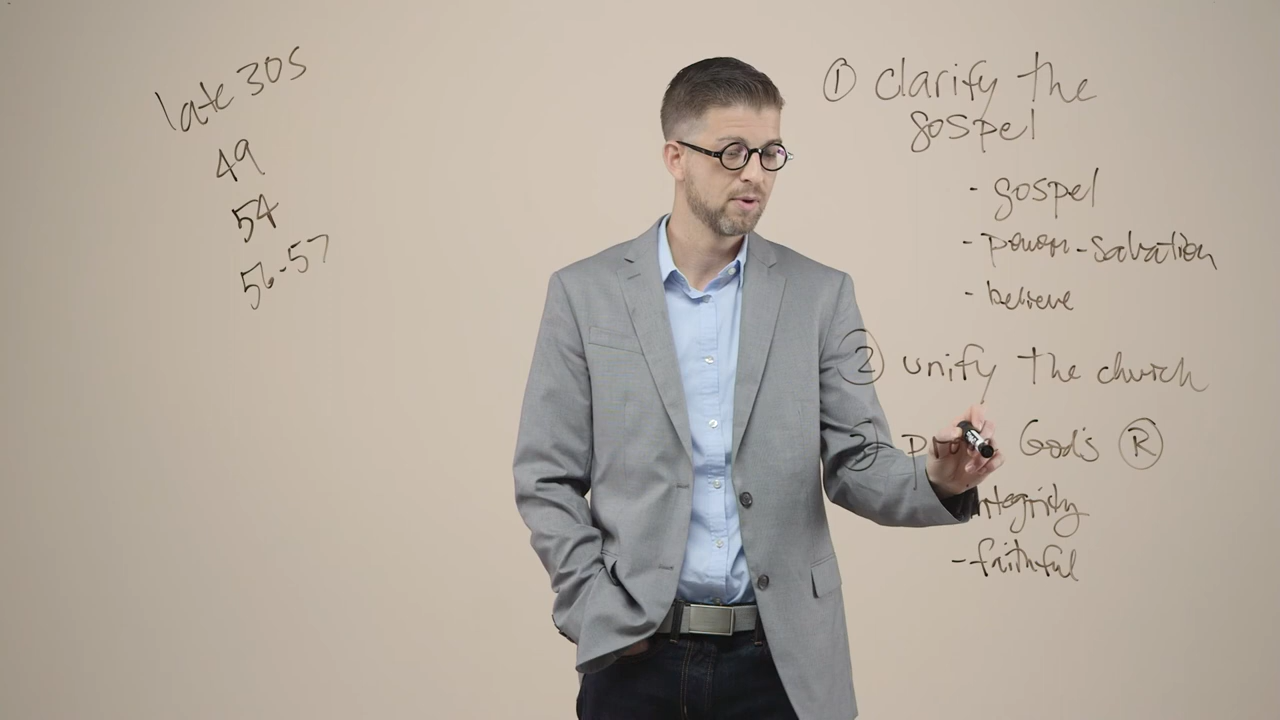 late 30s
49
54
56-57
① clarify the
gospel
- gospel
- power-salvation
- believe
② unify the church
God's Ⓡ
integrity
- faithful